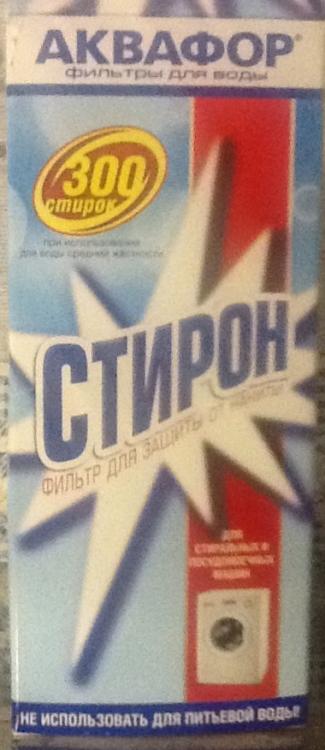 АКВАФОР®
ФИЛЬТРЫ ДЛЯ ВОДЫ
300
стирок
при использовании
для воды средней жесткости
СТИРОН
ФИЛЬТР ДЛЯ ЗАЩИТЫ ОТ НАКИПИ
ДЛЯ
СТИРАЛЬНЫХ И
ПОСУДОМОЕЧНЫХ
МАШИН
НЕ ИСПОЛЬЗОВАТЬ ДЛЯ ПИТЬЕВОЙ ВОДЫ!